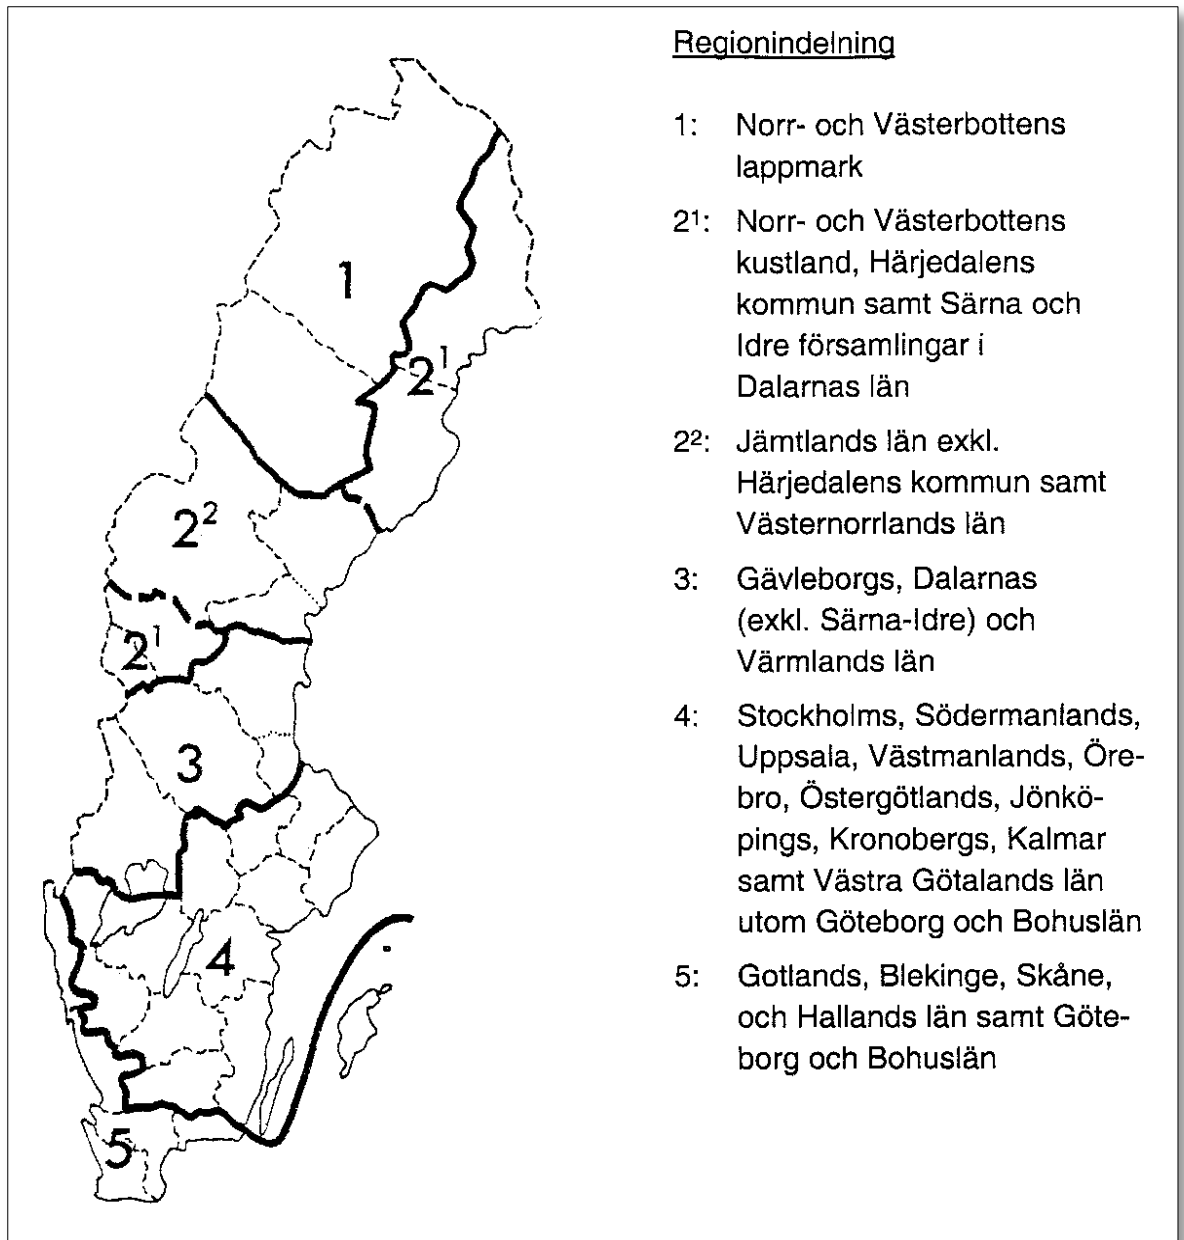 Regionindelning
1: Norr- och Västerbottens
lappmark
2¹: Norr- och Västerbottens
kustland, Härjedalens
kommun samt Särna och
Idre församlingar i
Dalarnas län
2²: Jämtlands län exkl.
Härjedalens kommun samt
Västernorrlands län
3: Gävleborgs, Dalarnas
(exkl. Särna-Idre) och
Värmlands län
4: Stockholms, Södermanlands,
Uppsala, Västmanlands, Öre-
bro, Östergötlands, Jönkö-
pings, Kronobergs, Kalmar
samt Västra Götalands län
utom Göteborg och Bohuslän
5: Gotlands, Blekinge, Skåne,
och Hallands län samt Göte-
borg och Bohuslän
1
2¹
2²
2¹
3
4
5